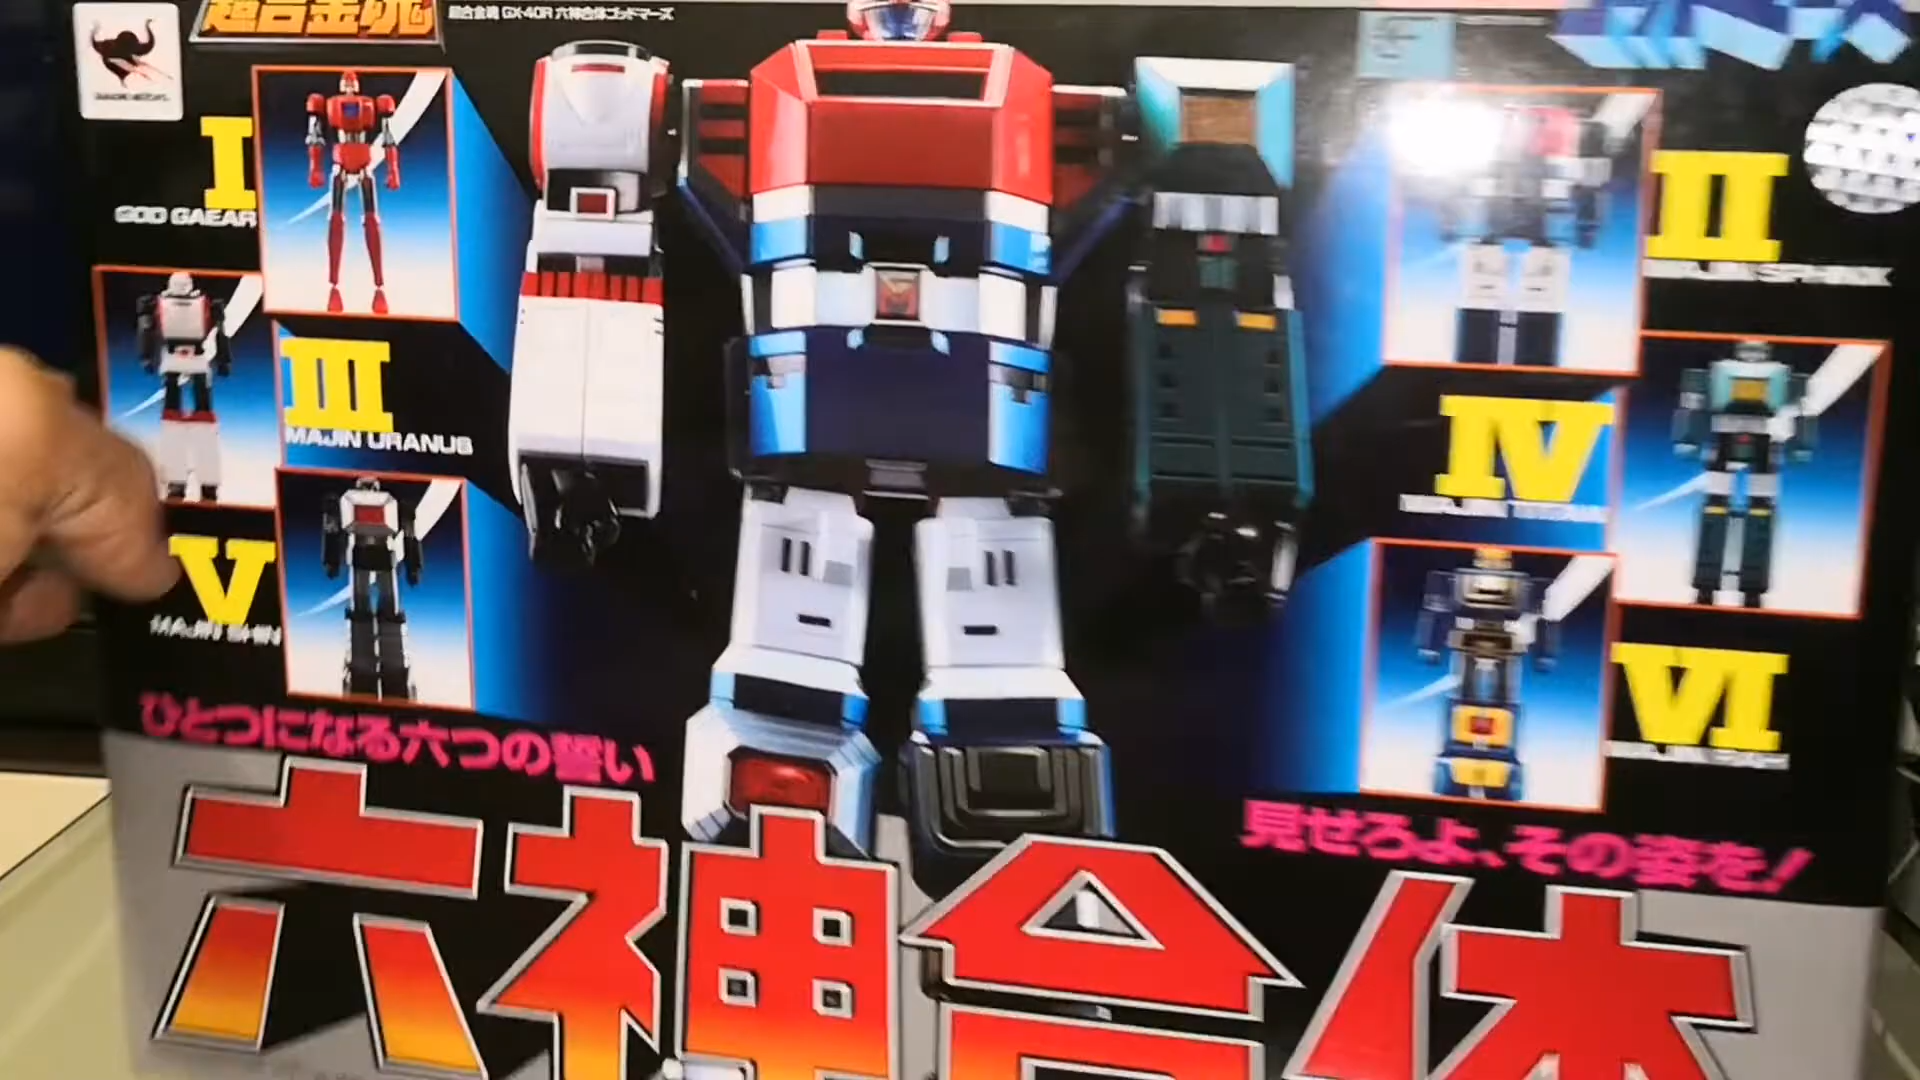 超合金魂
超合金魂 GX-40R 六神合体ゴッドマーズ
I
GOD GAEAR
II
III
MAJIN URANUS
IV
V
MAJIN SHIN
VI
ひとつになる六つの誓い
見せろよ、その姿を!
六神合体